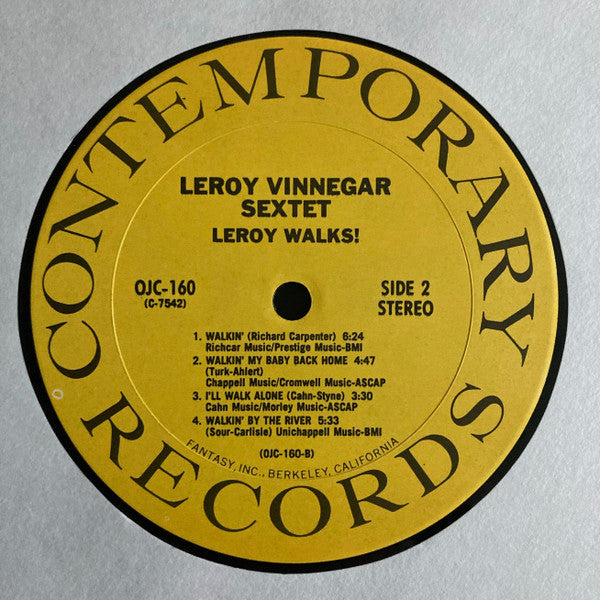 CONTEMPORARY
LEROY VINNEGAR
SEXTET
LEROY WALKS!
OJC-160
(C-7542)
SIDE 2
STEREO
1. WALKIN' (Richard Carpenter) 6:24
Richcar Music/Prestige Music-BMI
2. WALKIN' MY BABY BACK HOME 4:47
(Turk-Ahlert)
Chappell Music/Cromwell Music-ASCAP
3. I'LL WALK ALONE (Cahn-Styne) 3:30
Cahn Music/Morley Music-ASCAP
4. WALKIN' BY THE RIVER 5:33
(Sour-Carlisle) Unichappell Music-BMI
(OJC-160-B)
FANTASY, INC., BERKELEY, CALIFORNIA
RECORDS